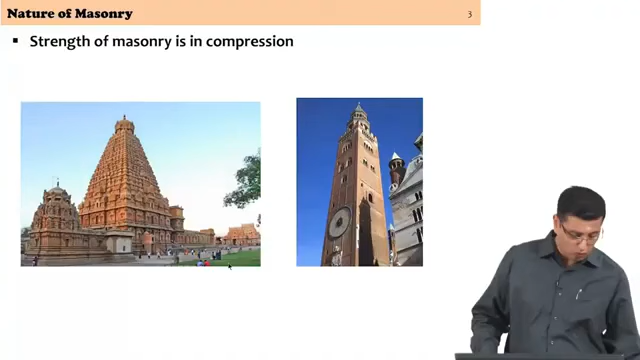 Nature of Masonry
3
▪ Strength of masonry is in compression